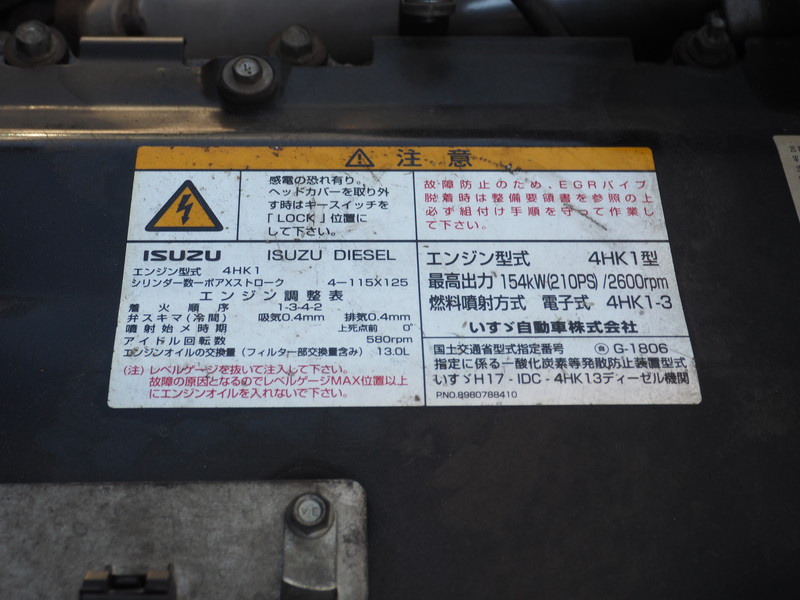 注意
感電の恐れ有り。
ヘッドカバーを取り外
す時はキースイッチを
「LOCK」位置に
して下さい。
故障防止のため、EGRパイプ
脱着時は整備要領書を参照の上
必ず組付け手順を守って作業し
て下さい。
ISUZU ISUZU DIESEL
エンジン型式 4HK1
シリンダー数ーボアXストローク 4ー115X125
エンジン調整表
着火順序 1-3-4-2
弁スキマ(冷間) 吸気0.4mm 排気0.4mm
噴射始メ時期 上死点前 0°
アイドル回転数 580rpm
エンジンオイルの交換量(フィルター部交換量含み) 13.0L
(注)レベルゲージを抜いて注入して下さい。
故障の原因となるのでレベルゲージMAX位置以上
にエンジンオイルを入れないで下さい。
エンジン型式 4HK1型
最高出力 154kW(210PS)/2600rpm
燃料噴射方式 電子式 4HK1-3
いすゞ自動車株式会社
国土交通省型式指定番号 G-1806
指定に係る一酸化炭素等発散防止装置型式
いすゞH17-IDC-4HK13ディーゼル機関
P.NO.8980788410